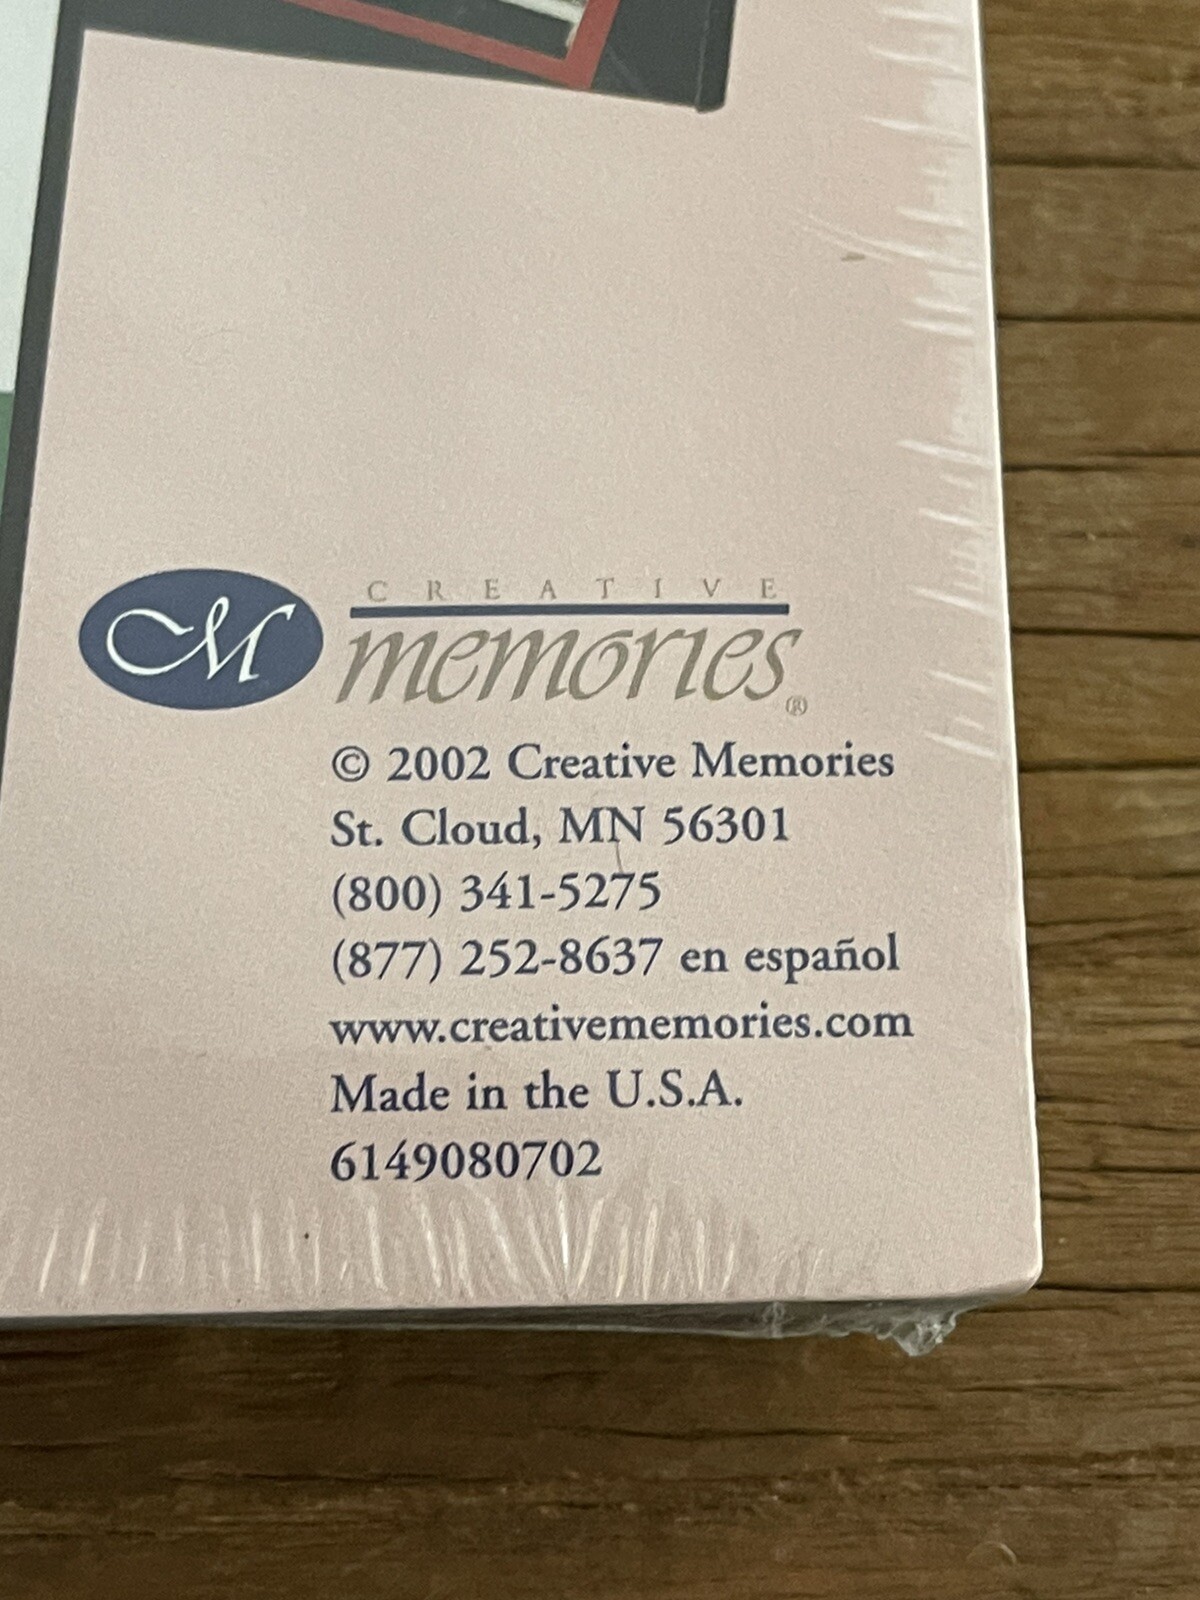 CM
CREATIVE
memories®
© 2002 Creative Memories
St. Cloud, MN 56301
(800) 341-5275
(877) 252-8637 en español
www.creativememories.com
Made in the U.S.A.
6149080702